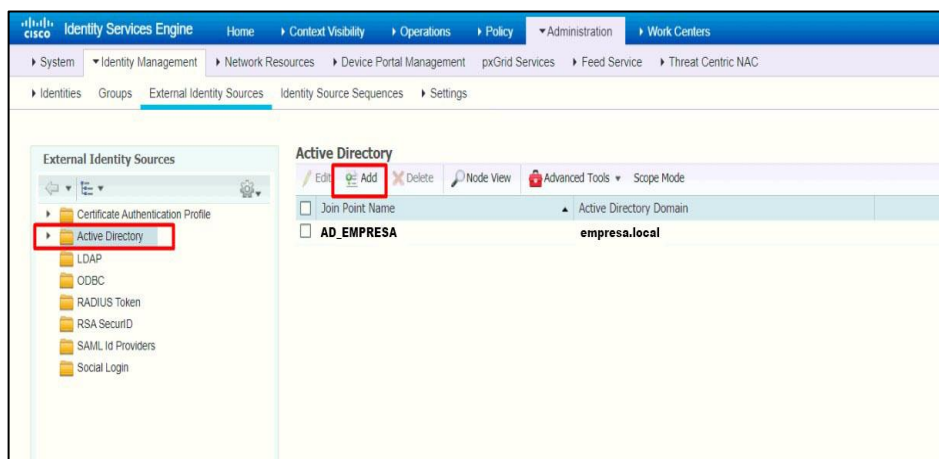 cisco Identity Services Engine Home Context Visibility Operations Policy Administration Work Centers
System Identity Management Network Resources Device Portal Management pxGrid Services Feed Service Threat Centric NAC
Identities Groups External Identity Sources Identity Source Sequences Settings
External Identity Sources
Certificate Authentication Profile
Active Directory
LDAP
ODBC
RADIUS Token
RSA SecurID
SAML Id Providers
Social Login
Active Directory
Edit Add Delete Node View Advanced Tools Scope Mode
Join Point Name Active Directory Domain
AD_EMPRESA empresa.local